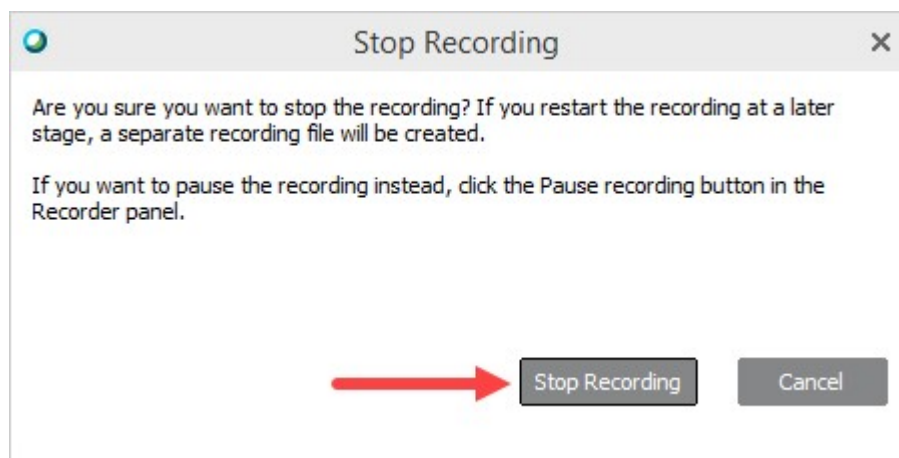 Stop Recording
Are you sure you want to stop the recording? If you restart the recording at a later
stage, a separate recording file will be created.
If you want to pause the recording instead, click the Pause recording button in the
Recorder panel.
Stop Recording Cancel